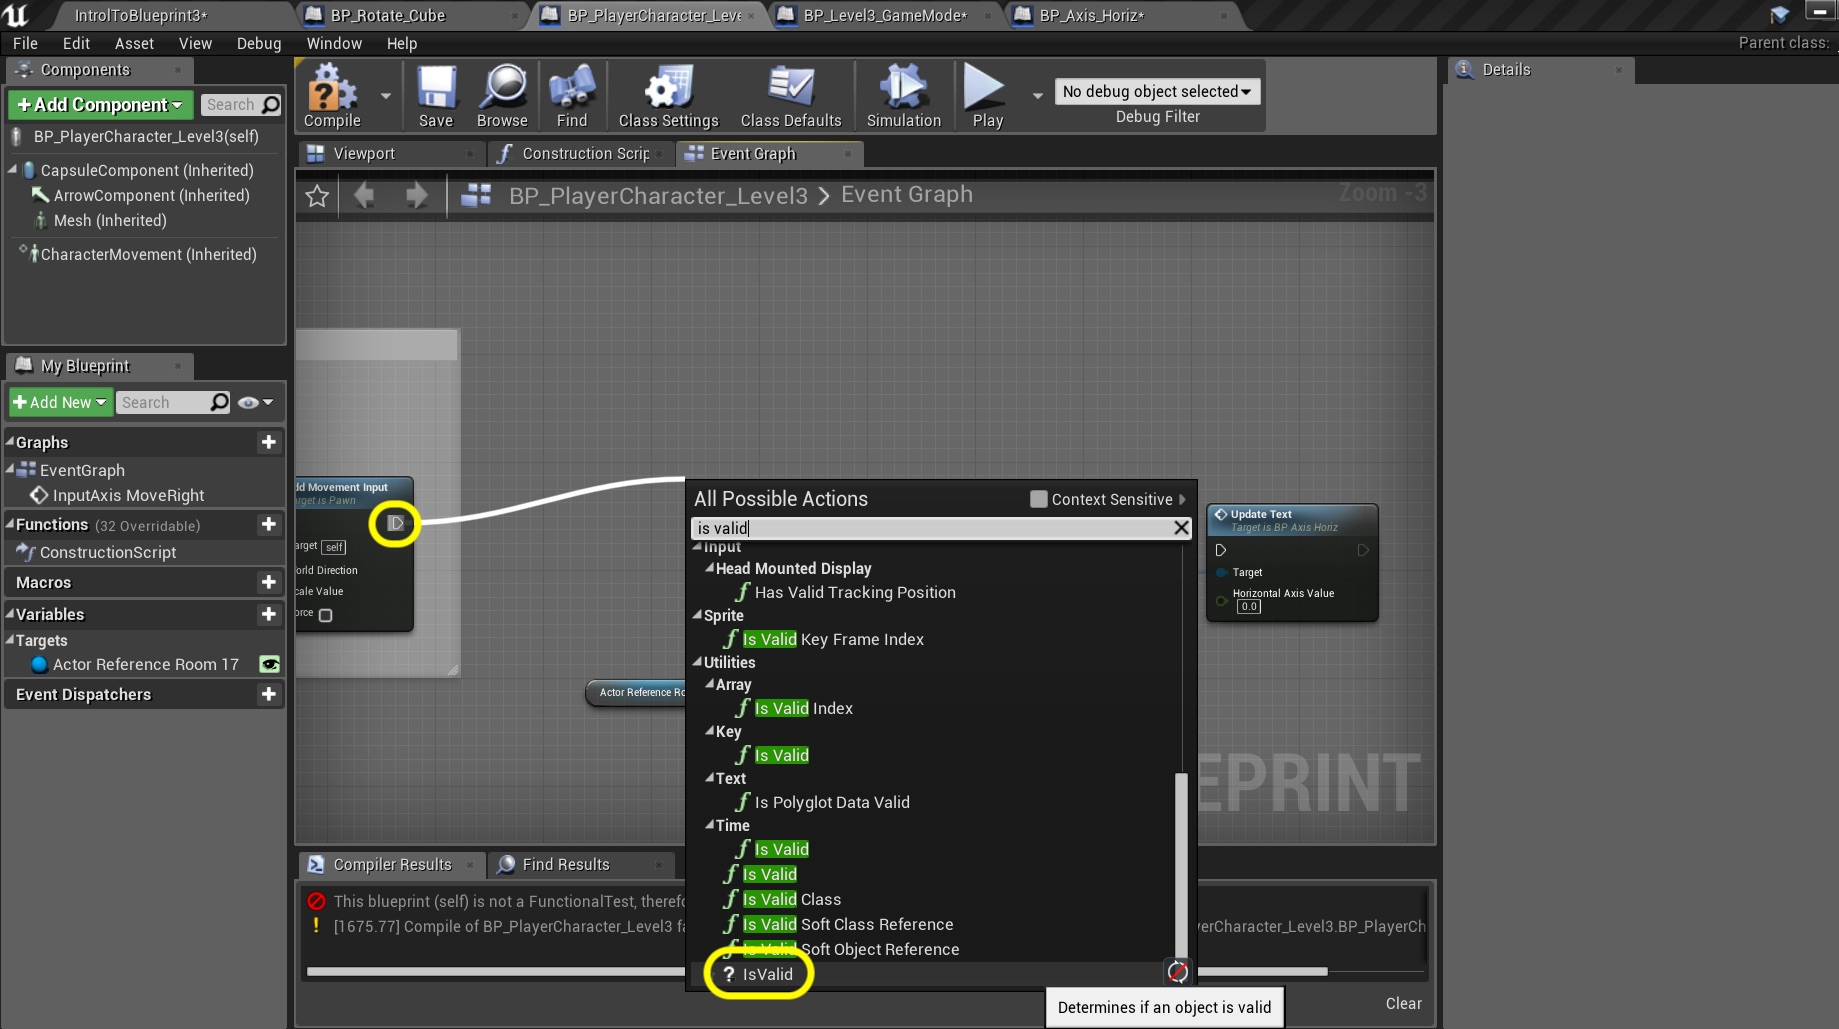 IntrolToBlueprint3*
BP_Rotate_Cube
BP_PlayerCharacter_Leve
BP_Level3_GameMode*
BP_Axis_Horiz*
File Edit Asset View Debug Window Help
Parent class:
Components
+Add Component
Search
BP_PlayerCharacter_Level3(self)
CapsuleComponent (Inherited)
ArrowComponent (Inherited)
Mesh (Inherited)
CharacterMovement (Inherited)
Compile
Save
Browse
Find
Class Settings
Class Defaults
Simulation
Play
No debug object selected
Debug Filter
Details
Viewport
Construction Scrip
Event Graph
BP_PlayerCharacter_Level3 > Event Graph
Zoom -3
My Blueprint
+Add New
Search
Graphs
EventGraph
InputAxis MoveRight
Functions (32 Overridable)
ConstructionScript
Macros
Variables
Targets
Actor Reference Room 17
Event Dispatchers
dd Movement Input
rget is Pawn
arget self
orld Direction
cale Value
orce
Actor Reference Ro
All Possible Actions
Context Sensitive
is valid
Input
Head Mounted Display
Has Valid Tracking Position
Sprite
Is Valid Key Frame Index
Utilities
Array
Is Valid Index
Key
Is Valid
Text
Is Polyglot Data Valid
Time
Is Valid
Is Valid
Is Valid Class
Is Valid Soft Class Reference
Is Valid Soft Object Reference
? IsValid
Determines if an object is valid
Update Text
Target is BP Axis Horiz
Target
Horizontal Axis Value
0.0
EPRINT
Compiler Results
Find Results
This blueprint (self) is not a FunctionalTest, therefo
[1675.77] Compile of BP_PlayerCharacter_Level3 fa
erCharacter_Level3.BP_PlayerCh
Clear